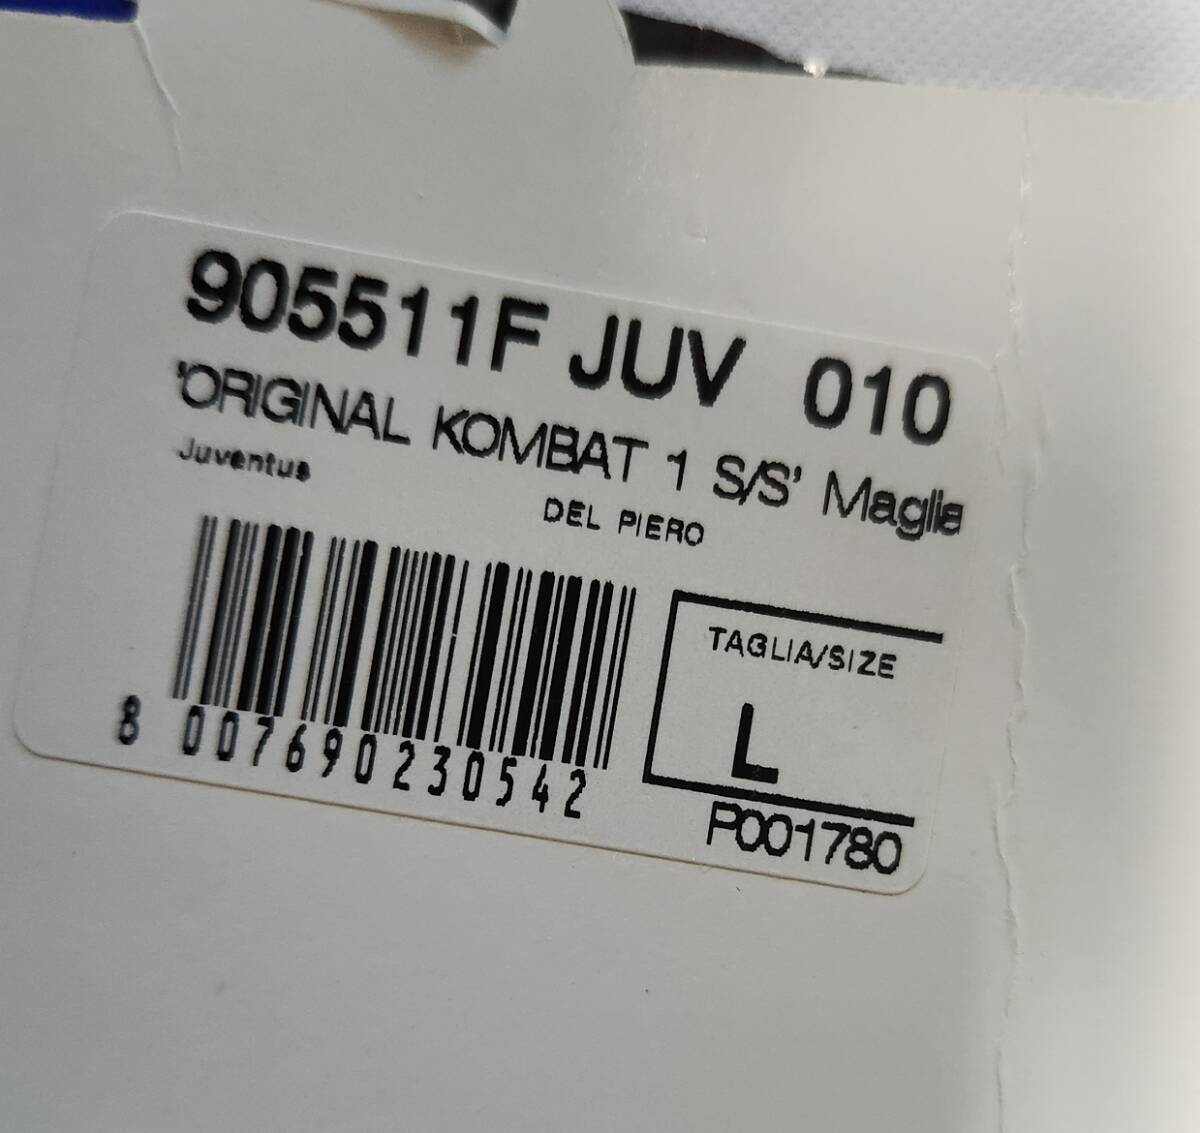 905511F JUV 010
'ORIGINAL KOMBAT 1 S/S' Maglia
Juventus
DEL PIERO
TAGLIA/SIZE
L
8 007690 230542
P001780